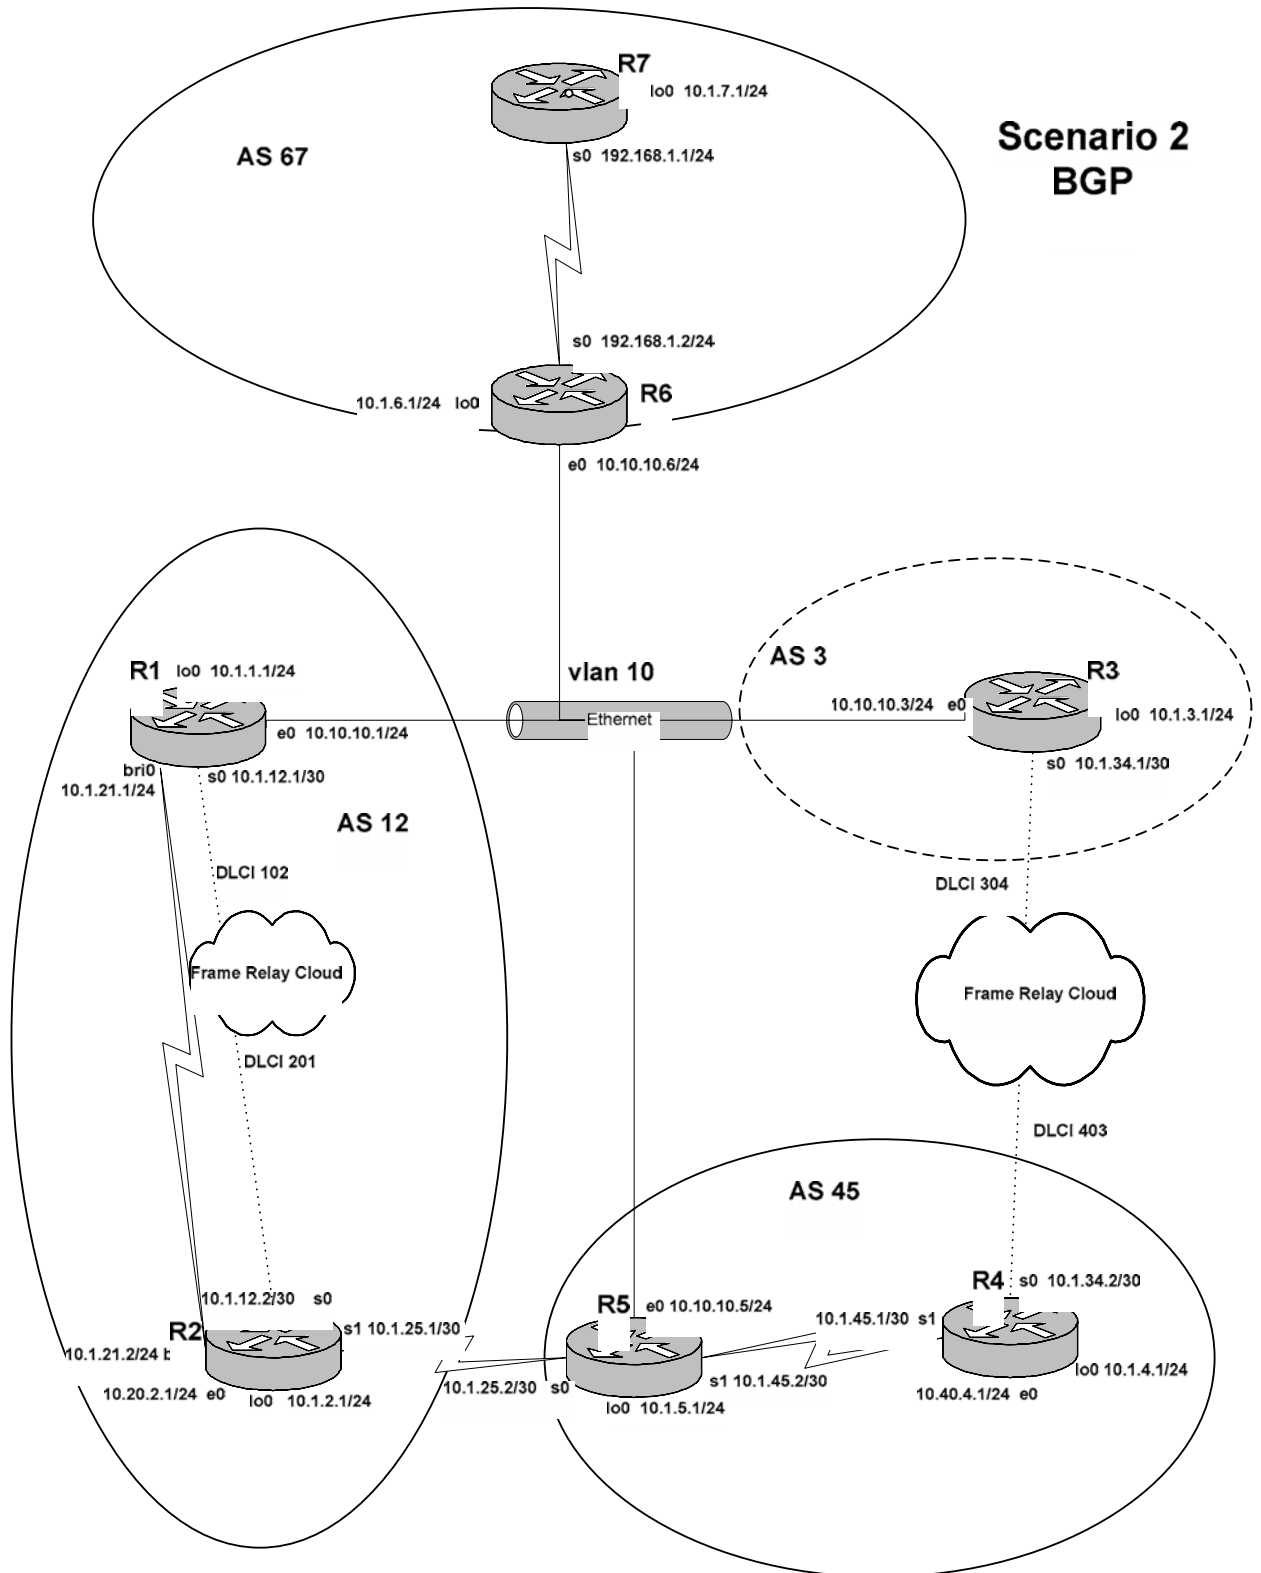 R7
lo0 10.1.7.1/24
Scenario 2
BGP
AS 67
s0 192.168.1.1/24
s0 192.168.1.2/24
R6
10.1.6.1/24 lo0
e0 10.10.10.6/24
AS 3
vlan 10
R1 lo0 10.1.1.1/24
R3
10.10.10.3/24 e0
lo0 10.1.3.1/24
Ethernet
e0 10.10.10.1/24
s0 10.1.34.1/30
bri0
10.1.21.1/24
s0 10.1.12.1/30
AS 12
DLCI 102
DLCI 304
Frame Relay Cloud
Frame Relay Cloud
DLCI 201
DLCI 403
AS 45
R4 s0 10.1.34.2/30
10.1.12.2/30 s0
R5 e0 10.10.10.5/24
10.1.45.1/30 s1
R2
s1 10.1.25.1/30
10.1.21.2/24
lo0 10.1.4.1/24
10.1.25.2/30 s0
s1 10.1.45.2/30
10.20.2.1/24 e0
lo0 10.1.2.1/24
10.40.4.1/24 e0
lo0 10.1.5.1/24